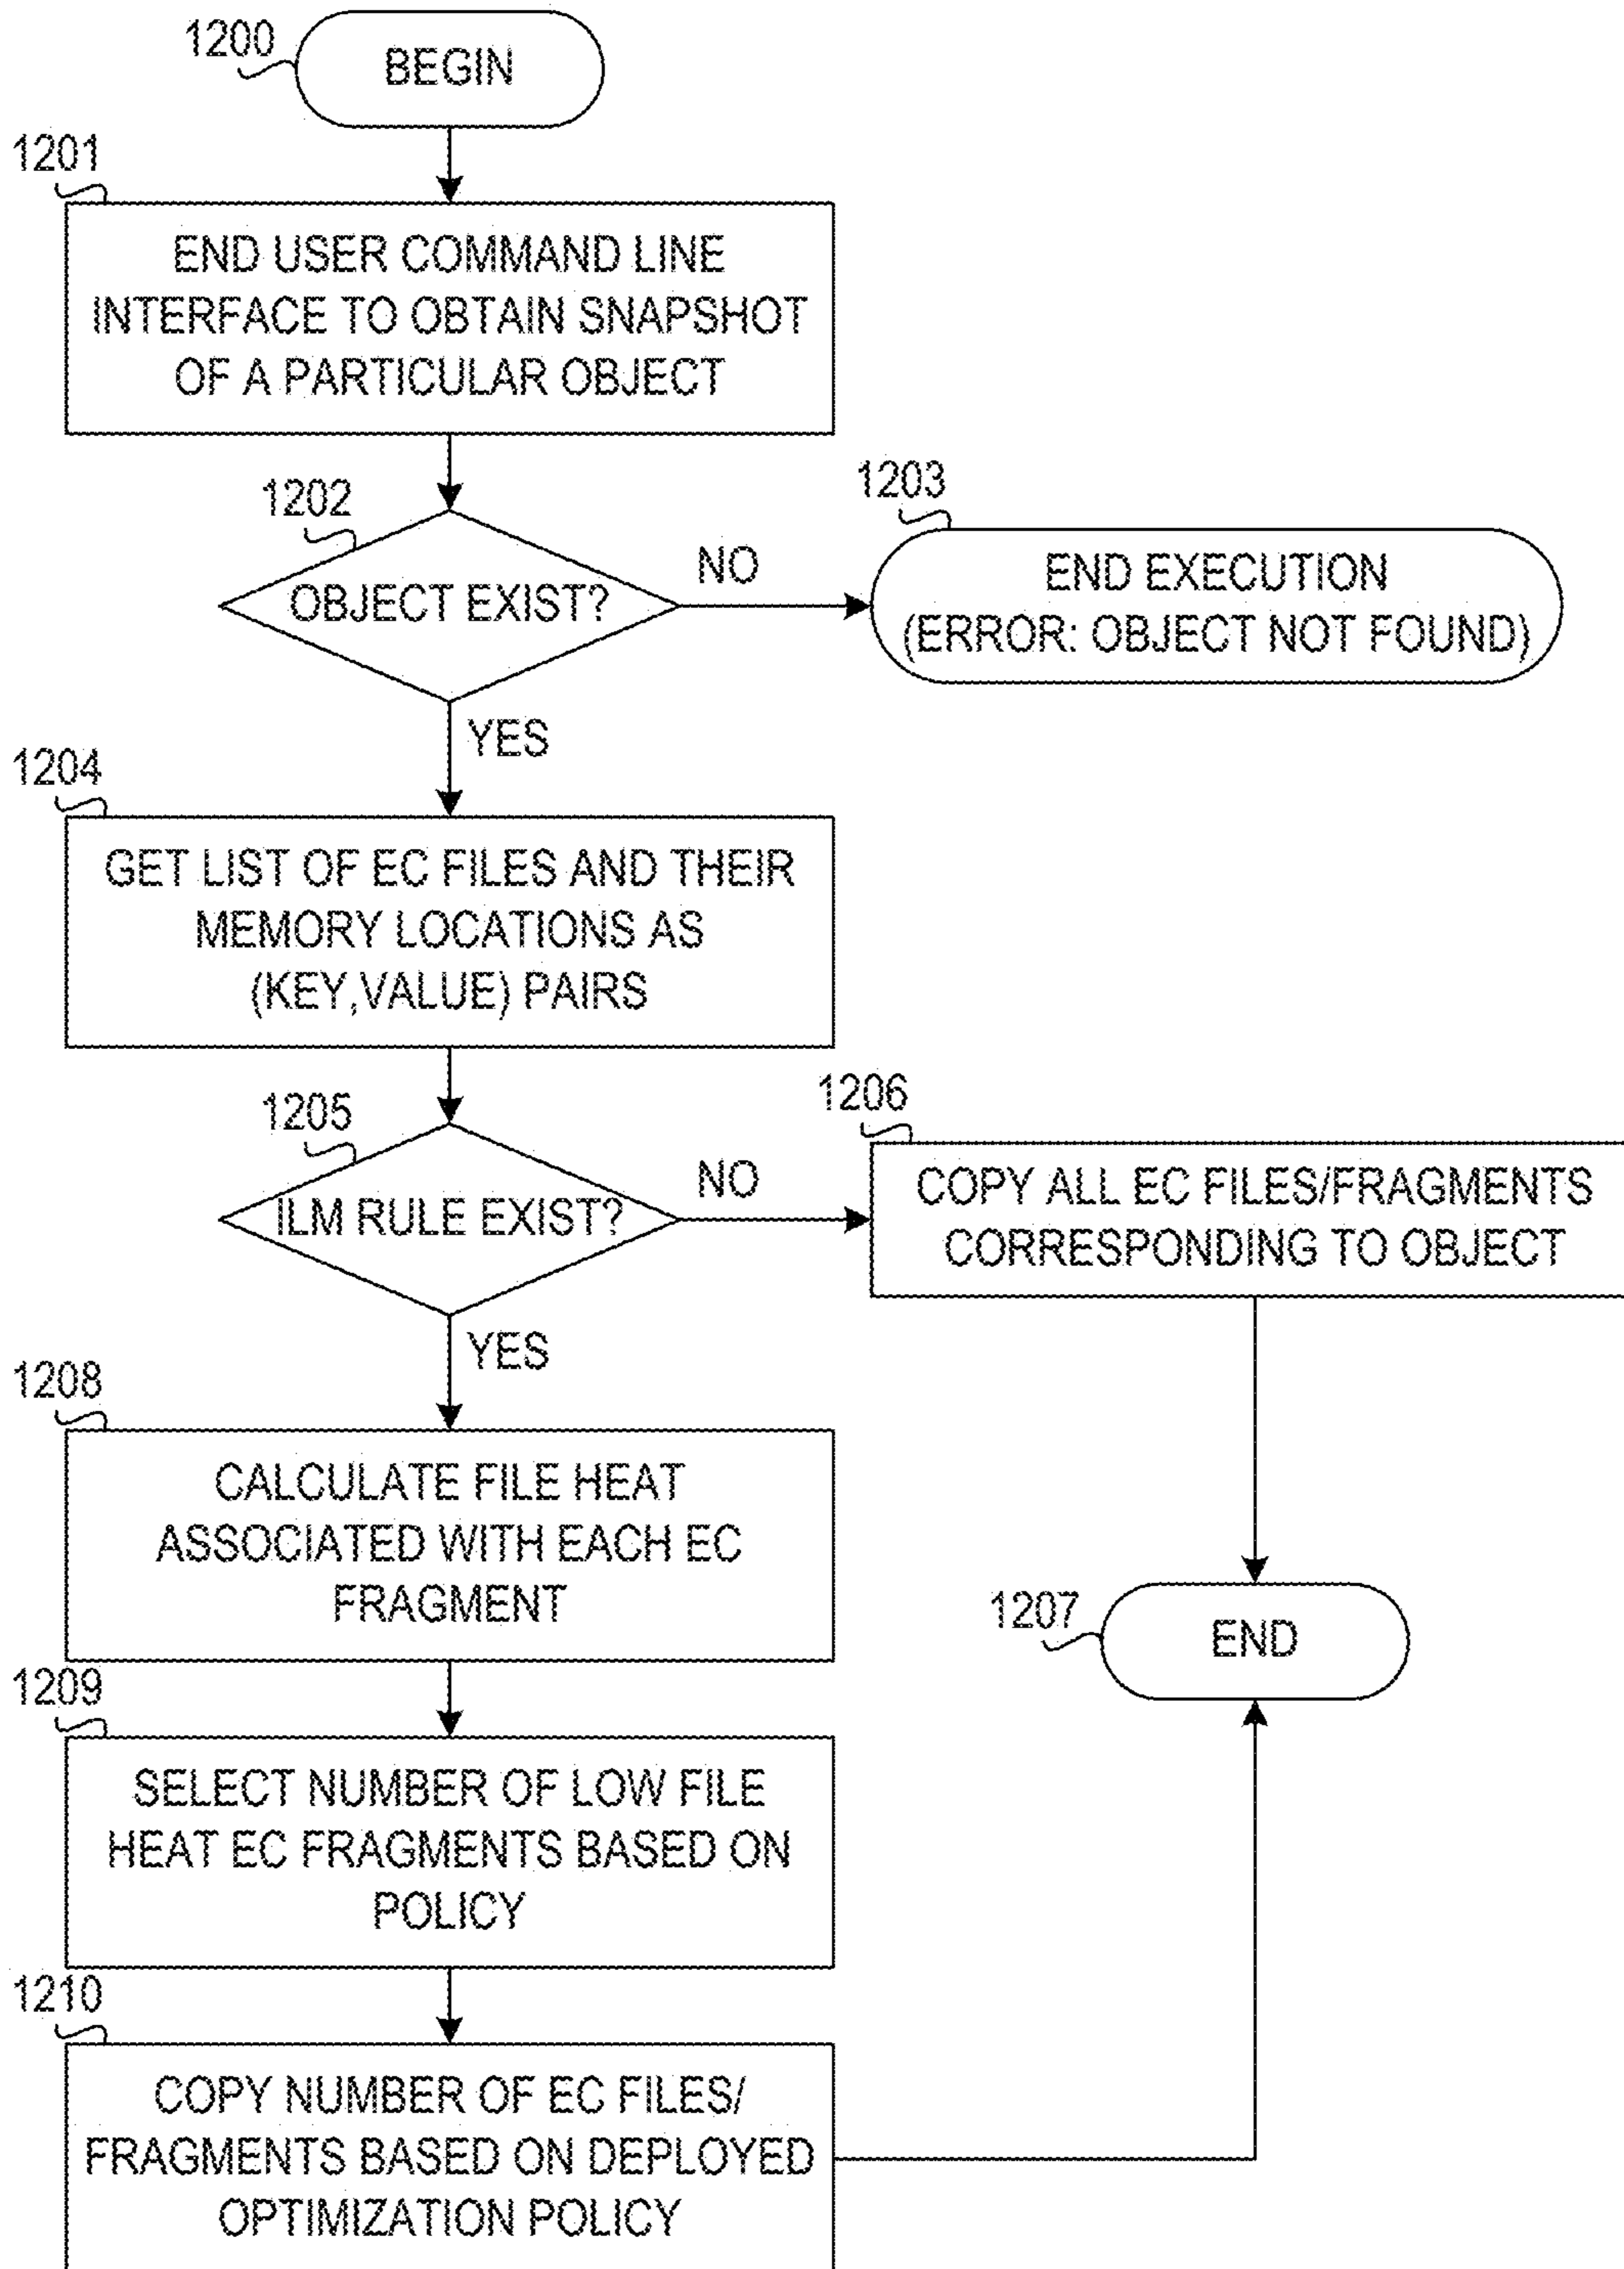 1200
BEGIN
1201
END USER COMMAND LINE
INTERFACE TO OBTAIN SNAPSHOT
OF A PARTICULAR OBJECT
1202
OBJECT EXIST?
NO
1203
END EXECUTION
(ERROR: OBJECT NOT FOUND)
YES
1204
GET LIST OF EC FILES AND THEIR
MEMORY LOCATIONS AS
(KEY,VALUE) PAIRS
1205
ILM RULE EXIST?
NO
1206
COPY ALL EC FILES/FRAGMENTS
CORRESPONDING TO OBJECT
YES
1208
CALCULATE FILE HEAT
ASSOCIATED WITH EACH EC
FRAGMENT
1207
END
1209
SELECT NUMBER OF LOW FILE
HEAT EC FRAGMENTS BASED ON
POLICY
1210
COPY NUMBER OF EC FILES/
FRAGMENTS BASED ON DEPLOYED
OPTIMIZATION POLICY